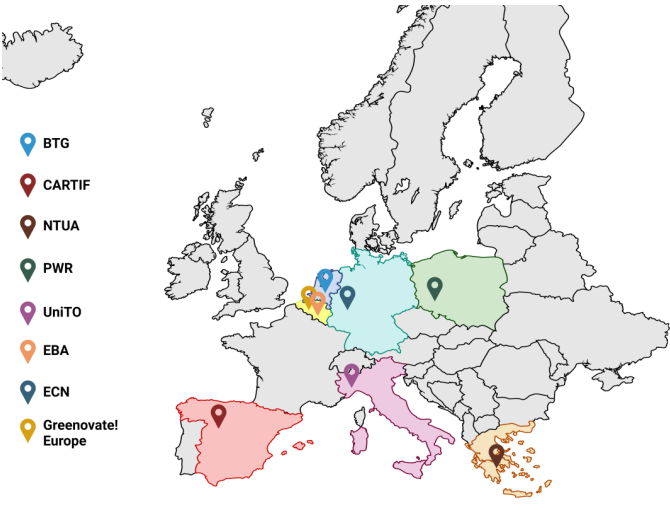 BTG
CARTIF
NTUA
PWR
UniTO
EBA
ECN
Greenovate!
Europe